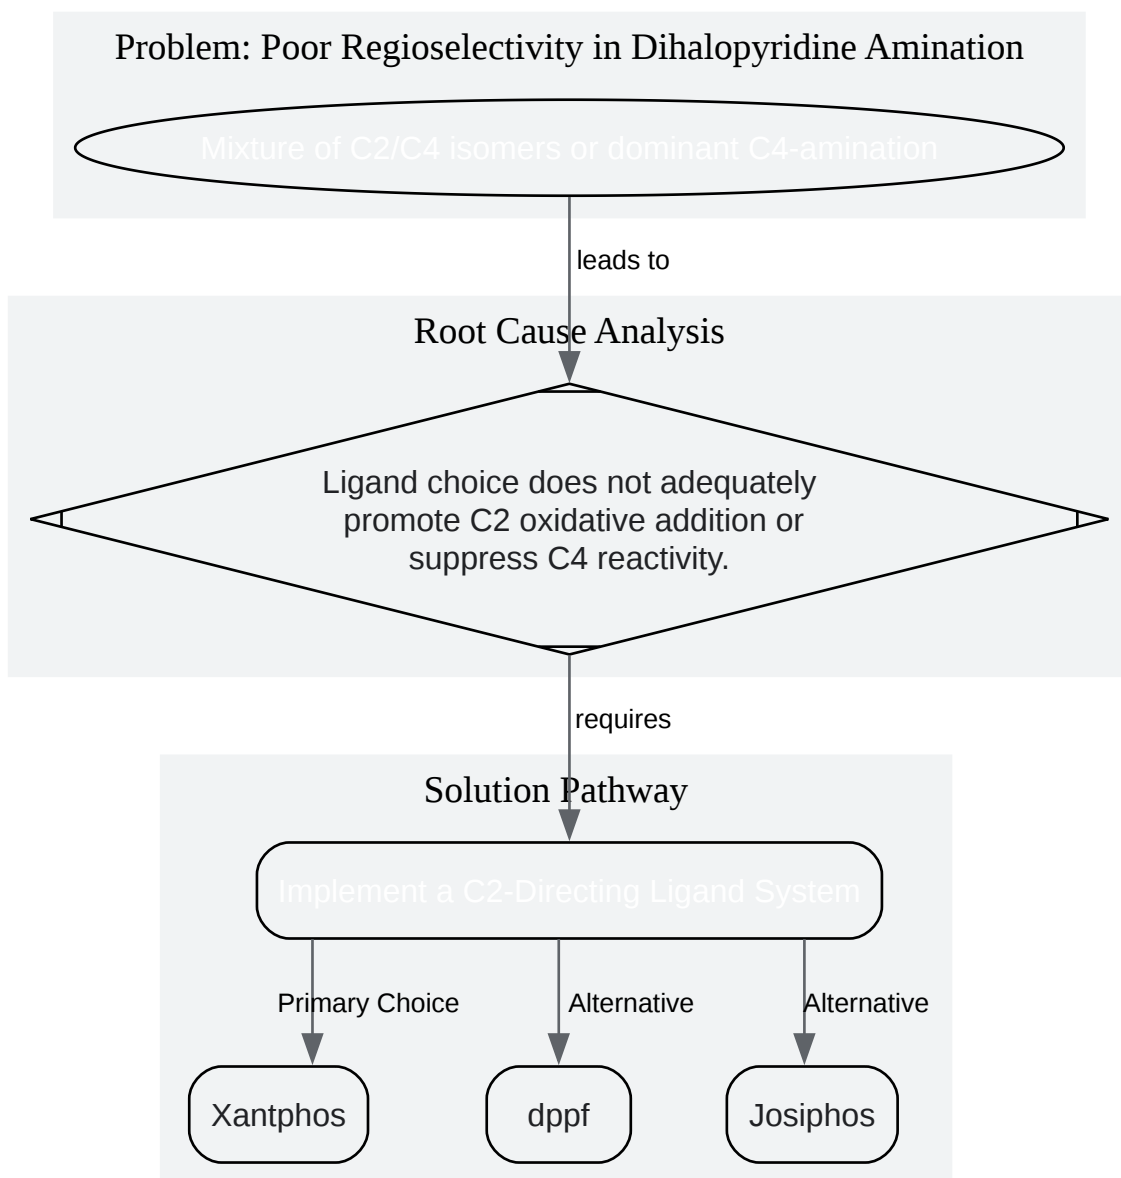 Problem: Poor Regioselectivity in Dihalopyridine Amination
Mixture of C2/C4 isomers or dominant C4-amination
leads to
Root Cause Analysis
Ligand choice does not adequately
promote C2 oxidative addition or
suppress C4 reactivity.
requires
Solution Pathway
Implement a C2-Directing Ligand System
Primary Choice
Alternative
Alternative
Xantphos
dppf
Josiphos